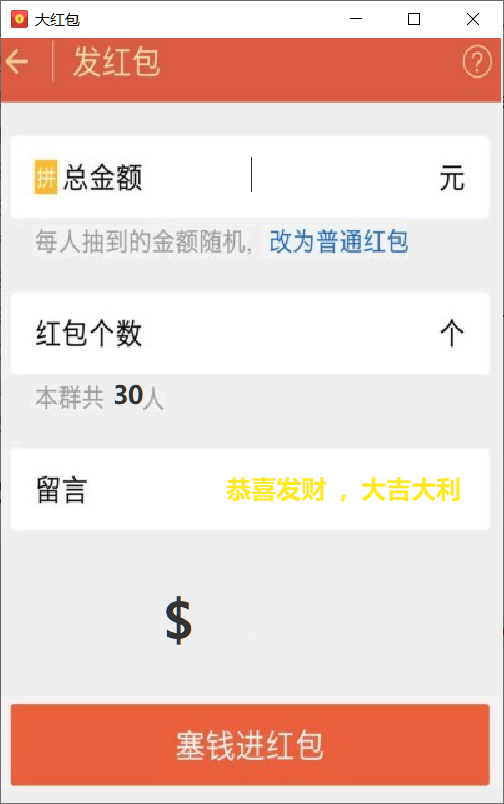 大红包
发红包
拼 总金额 元
每人抽到的金额随机, 改为普通红包
红包个数 个
本群共 30人
留言 恭喜发财 ，大吉大利
$
塞钱进红包